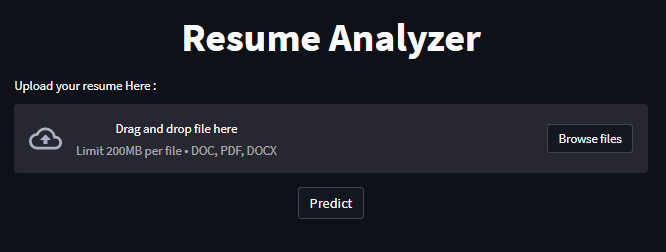 Resume Analyzer
Upload your resume Here :
Drag and drop file here
Limit 200MB per file • DOC, PDF, DOCX
Browse files
Predict